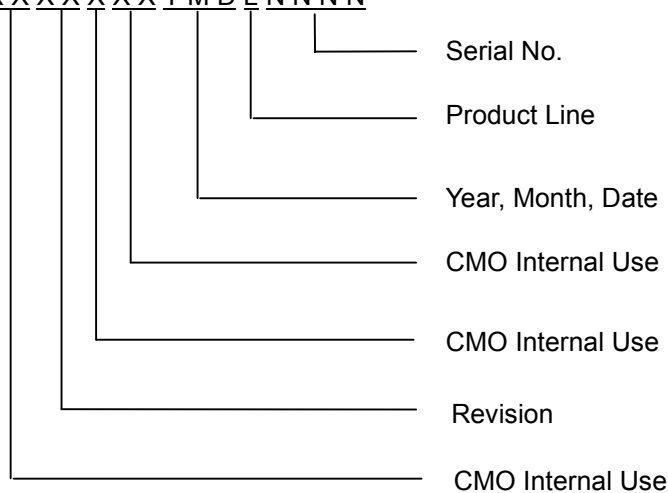 X X X X X X X Y M D L N N N N
Serial No.
Product Line
Year, Month, Date
CMO Internal Use
CMO Internal Use
Revision
CMO Internal Use